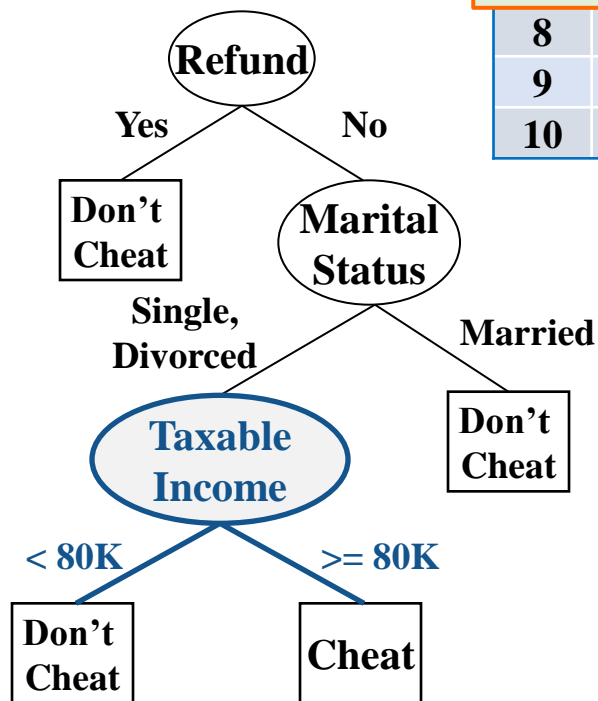 Refund
8
9
10
Yes
No
Don't
Cheat
Marital
Status
Single,
Divorced
Married
Taxable
Income
Don't
Cheat
< 80K
>= 80K
Don't
Cheat
Cheat